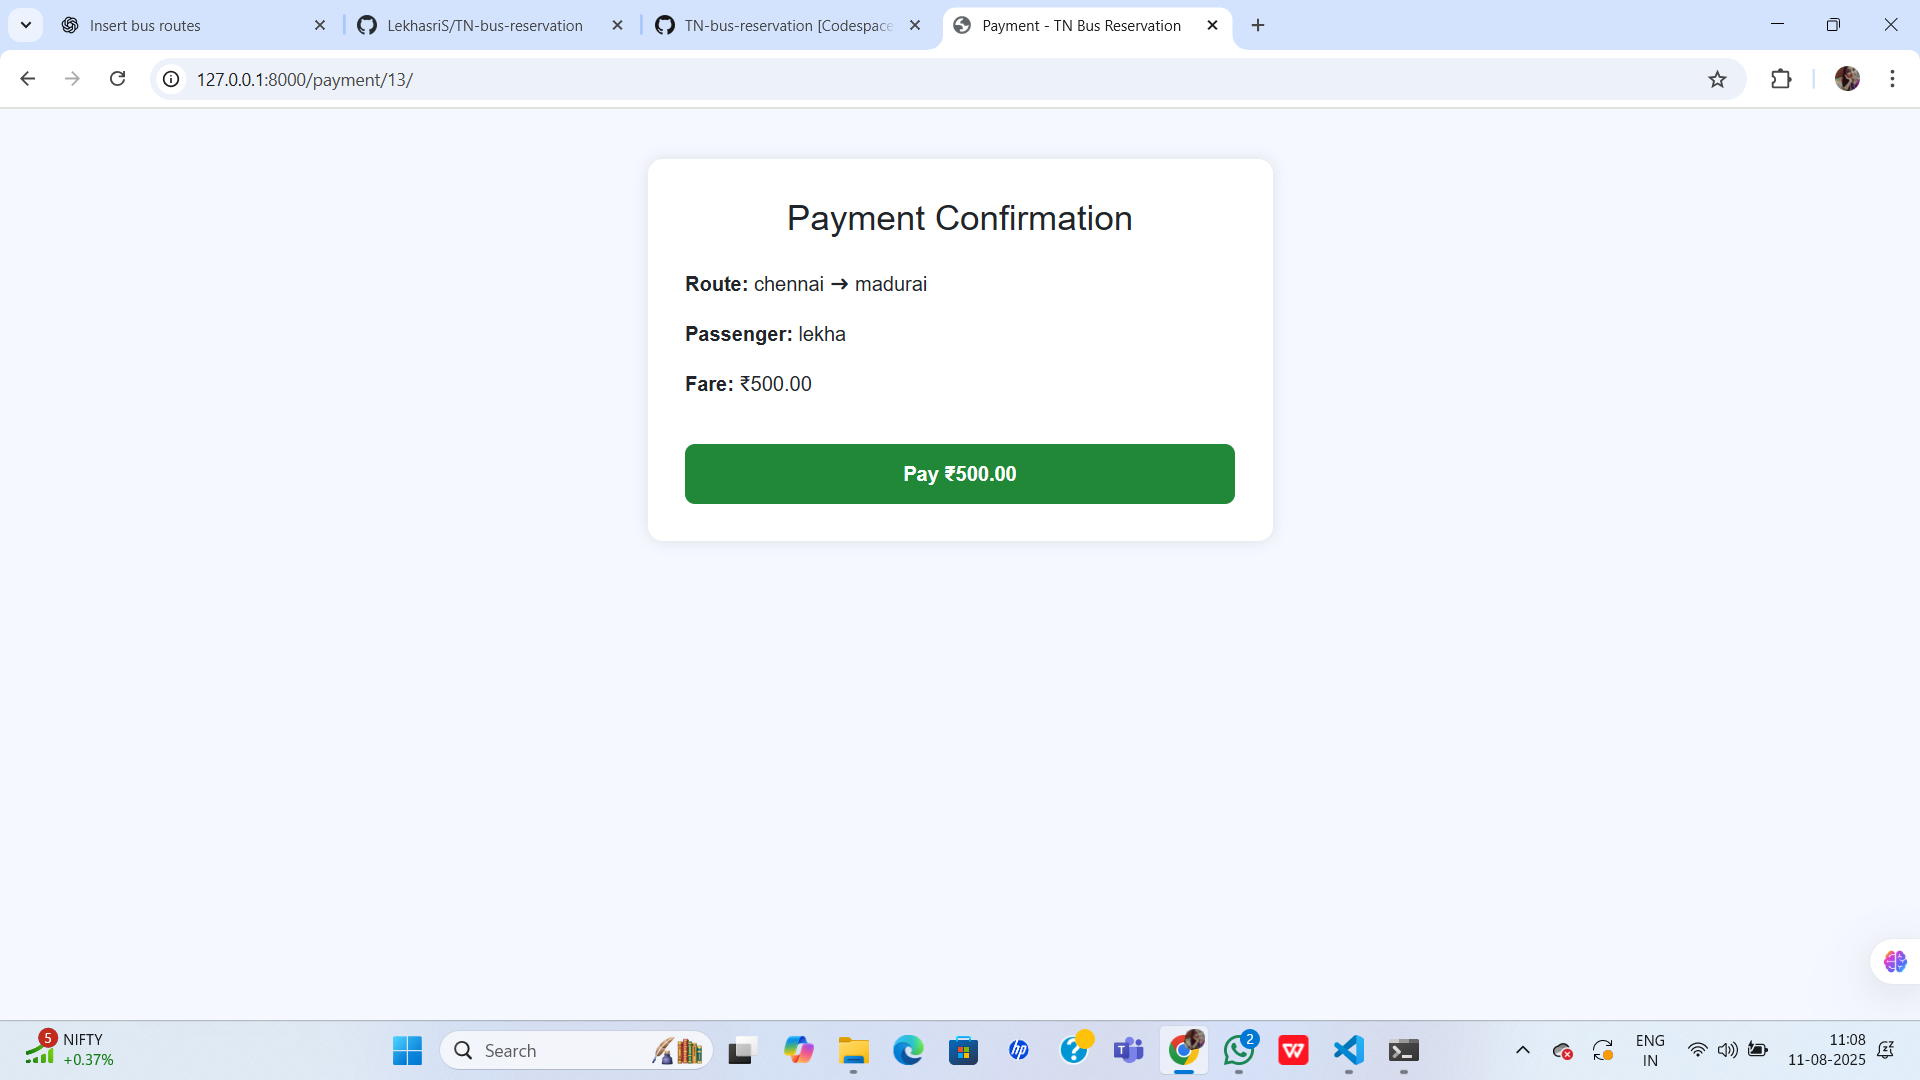 Insert bus routes
LekhasriS/TN-bus-reservation
TN-bus-reservation [Codespace
Payment - TN Bus Reservation
127.0.0.1:8000/payment/13/
Payment Confirmation
Route: chennai → madurai
Passenger: lekha
Fare: ₹500.00
Pay ₹500.00
5
NIFTY
+0.37%
Search
hp
?
T
2
W
ENG
IN
11:08
11-08-2025